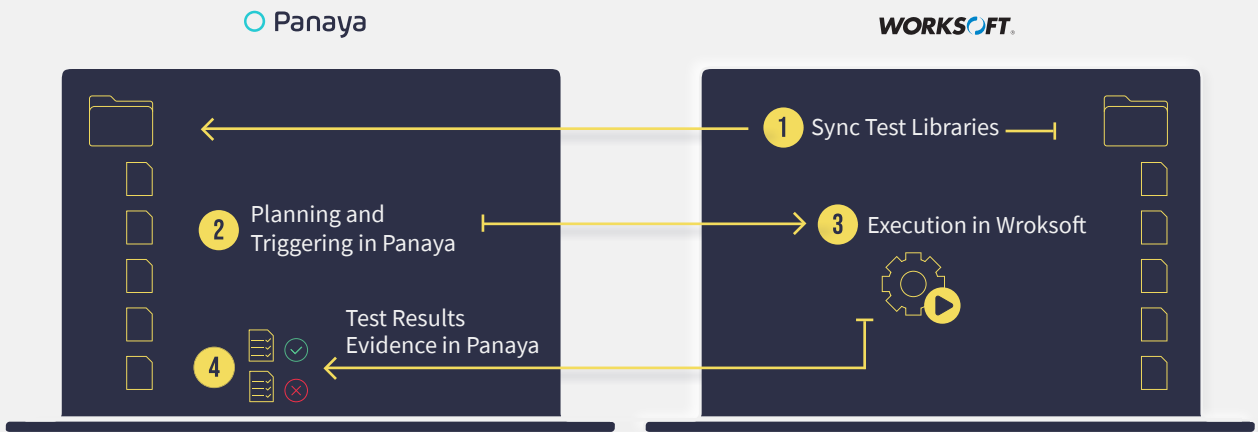 Panaya
WORKSOFT®
1 Sync Test Libraries
2 Planning and
Triggering in Panaya
3 Execution in Wroksoft
Test Results
4 Evidence in Panaya